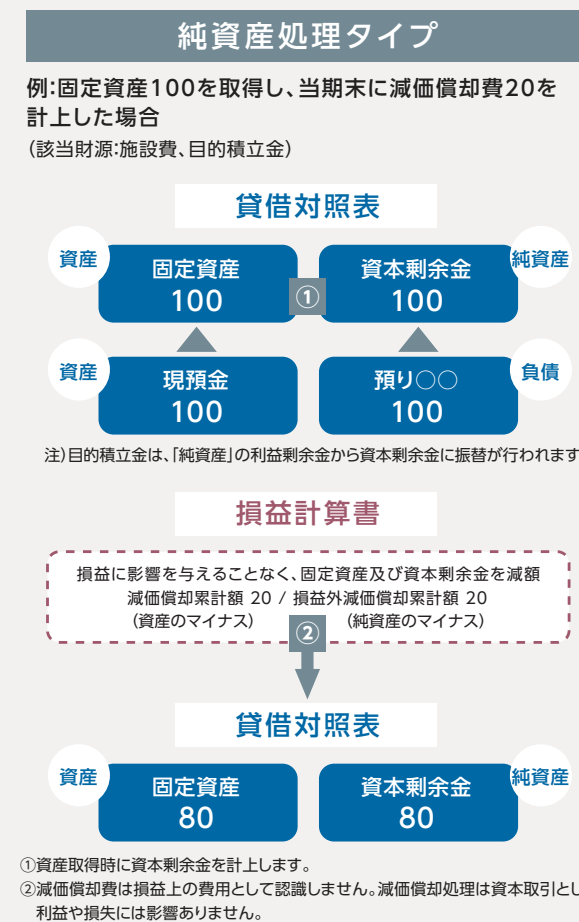 純資産処理タイプ
例:固定資産100を取得し、当期末に減価償却費20を
計上した場合
(該当財源:施設費、目的積立金)
貸借対照表
資産
固定資産
100
①
資本剰余金
100
純資産
資産
現預金
100
預り○○
100
負債
注)目的積立金は、「純資産」の利益剰余金から資本剰余金に振替が行われます
損益計算書
損益に影響を与えることなく、固定資産及び資本剰余金を減額
減価償却累計額 20 / 損益外減価償却累計額 20
(資産のマイナス) (純資産のマイナス)
②
貸借対照表
資産
固定資産
80
資本剰余金
80
純資産
①資産取得時に資本剰余金を計上します。
②減価償却費は損益上の費用として認識しません。減価償却処理は資本取引とし
利益や損失には影響ありません。